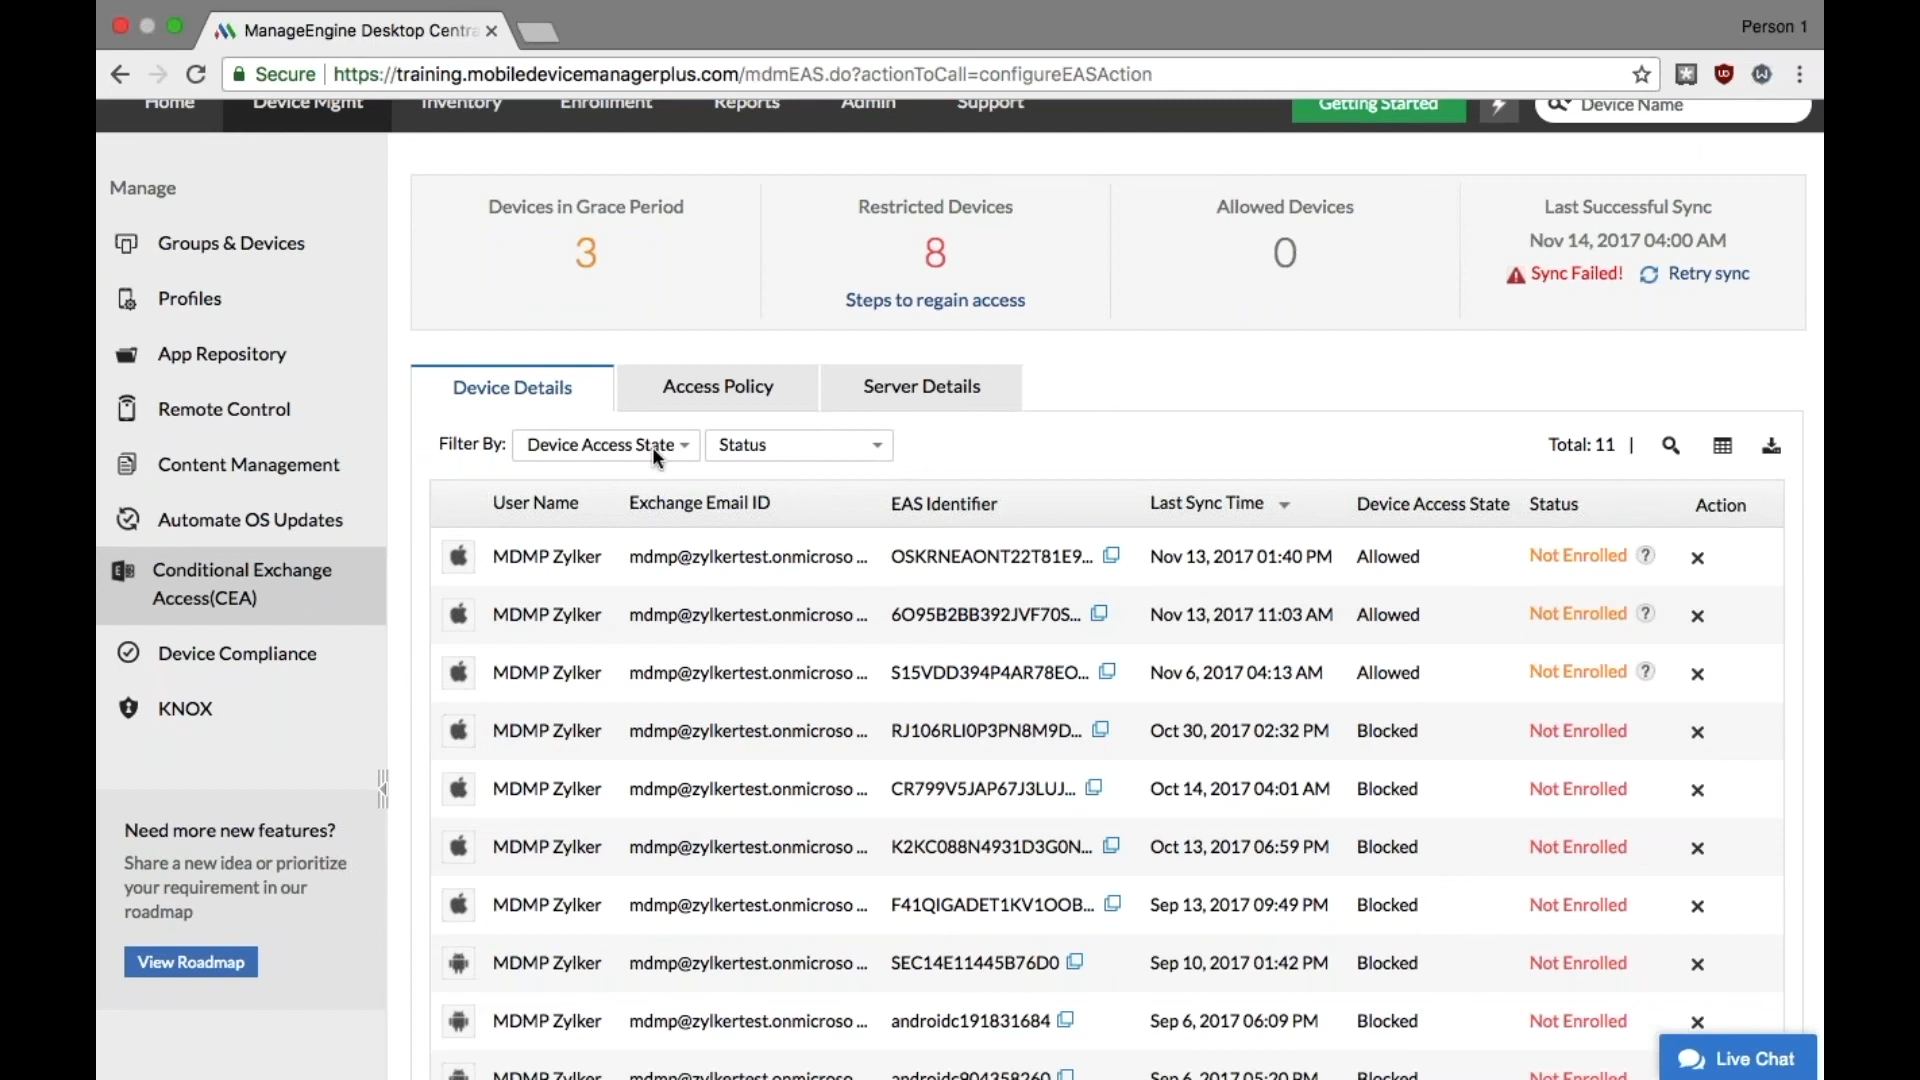 ManageEngine Desktop Centra
Person 1
Secure https://training.mobiledevicemanagerplus.com/mdmEAS.do?actionToCall=configureEASAction
Home Device Mgmt Inventory Enrollment Reports Admin Support Getting Started Device Name
Manage
Groups & Devices
Profiles
App Repository
Remote Control
Content Management
Automate OS Updates
Conditional Exchange
Access(CEA)
Device Compliance
KNOX
Need more new features?
Share a new idea or prioritize
your requirement in our
roadmap
View Roadmap
Devices in Grace Period
3
Restricted Devices
8
Steps to regain access
Allowed Devices
0
Last Successful Sync
Nov 14, 2017 04:00 AM
Sync Failed! Retry sync
Device Details Access Policy Server Details
Filter By: Device Access State Status Total: 11 |
User Name Exchange Email ID EAS Identifier Last Sync Time Device Access State Status Action
MDMP Zylker mdmp@zylkertest.onmicroso ... OSKRNEAONT22T81E9... Nov 13, 2017 01:40 PM Allowed Not Enrolled ?
MDMP Zylker mdmp@zylkertest.onmicroso ... 6O95B2BB392JVF70S... Nov 13, 2017 11:03 AM Allowed Not Enrolled ?
MDMP Zylker mdmp@zylkertest.onmicroso ... S15VDD394P4AR78EO... Nov 6, 2017 04:13 AM Allowed Not Enrolled ?
MDMP Zylker mdmp@zylkertest.onmicroso ... RJ106RLI0P3PN8M9D... Oct 30, 2017 02:32 PM Blocked Not Enrolled
MDMP Zylker mdmp@zylkertest.onmicroso ... CR799V5JAP67J3LUJ... Oct 14, 2017 04:01 AM Blocked Not Enrolled
MDMP Zylker mdmp@zylkertest.onmicroso ... K2KC088N4931D3G0N... Oct 13, 2017 06:59 PM Blocked Not Enrolled
MDMP Zylker mdmp@zylkertest.onmicroso ... F41QIGADET1KV1OOB... Sep 13, 2017 09:49 PM Blocked Not Enrolled
MDMP Zylker mdmp@zylkertest.onmicroso ... SEC14E11445B76D0 Sep 10, 2017 01:42 PM Blocked Not Enrolled
MDMP Zylker mdmp@zylkertest.onmicroso ... androidc191831684 Sep 6, 2017 06:09 PM Blocked Not Enrolled
MDMP Zylker mdmp@zylkertest.onmicroso ... androidc904358260 Sep 6, 2017 05:20 PM Blocked Not Enrolled
Live Chat